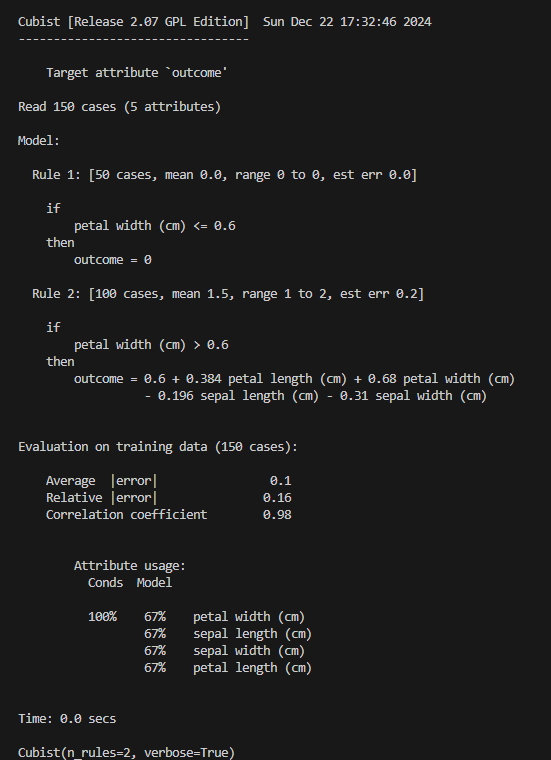 Cubist [Release 2.07 GPL Edition]  Sun Dec 22 17:32:46 2024
---------------------------------
Target attribute `outcome'
Read 150 cases (5 attributes)
Model:
Rule 1: [50 cases, mean 0.0, range 0 to 0, est err 0.0]
if
petal width (cm) <= 0.6
then
outcome = 0
Rule 2: [100 cases, mean 1.5, range 1 to 2, est err 0.2]
if
petal width (cm) > 0.6
then
outcome = 0.6 + 0.384 petal length (cm) + 0.68 petal width (cm)
- 0.196 sepal length (cm) - 0.31 sepal width (cm)
Evaluation on training data (150 cases):
Average  |error|                0.1
Relative |error|               0.16
Correlation coefficient        0.98
Attribute usage:
Conds  Model
100%    67%    petal width (cm)
67%    sepal length (cm)
67%    sepal width (cm)
67%    petal length (cm)
Time: 0.0 secs
Cubist(n_rules=2, verbose=True)